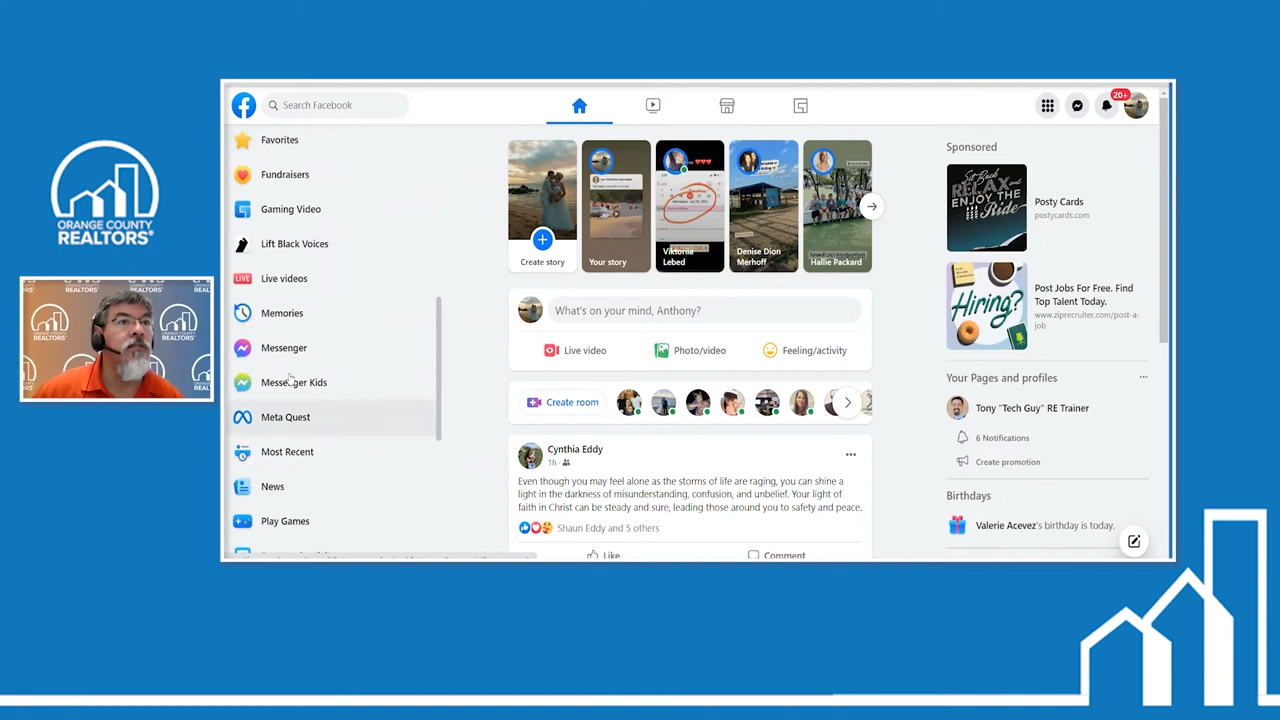 ORANGE COUNTY
REALTORS®
Search Facebook
20+
Favorites
Fundraisers
Gaming Video
Lift Black Voices
LIVE
Live videos
Memories
Messenger
Messenger Kids
Meta Quest
Most Recent
News
Play Games
Create story
Your story
Viktoriia
Lebed
Denise Dion
Merhoff
Hallie Packard
What's on your mind, Anthony?
Live video
Photo/video
Feeling/activity
Create room
Cynthia Eddy
1h ·
Even though you may feel alone as the storms of life are raging, you can shine a
light in the darkness of misunderstanding, confusion, and unbelief. Your light of
faith in Christ can be steady and sure, leading those around you to safety and peace.
Shaun Eddy and 5 others
Like
Comment
Sponsored
Sit Back
RELAX and
ENJOY THE
Ride
Posty Cards
postycards.com
Hiring?
Post Jobs For Free. Find
Top Talent Today.
www.ziprecruiter.com/post-a-
job
Your Pages and profiles
Tony "Tech Guy" RE Trainer
6 Notifications
Create promotion
Birthdays
Valerie Acevez's birthday is today.